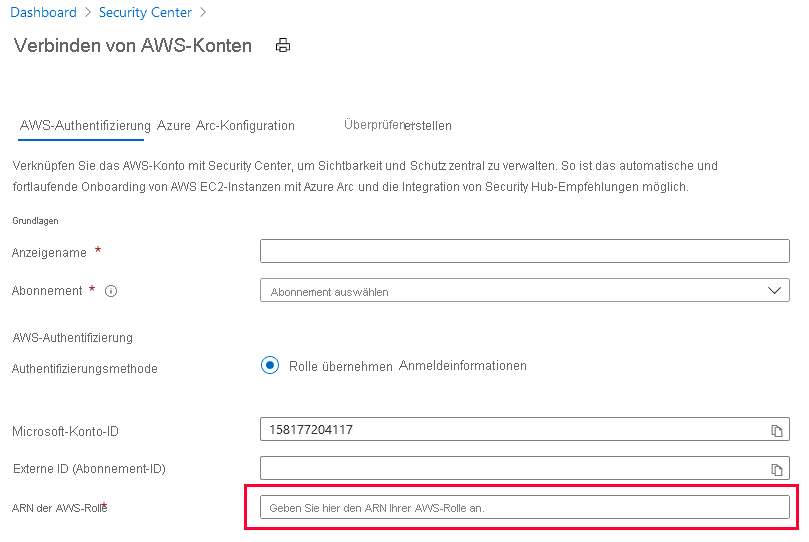 Dashboard > Security Center >
Verbinden von AWS-Konten
AWS-Authentifizierung Azure Arc-Konfiguration Überprüfen+erstellen
Verknüpfen Sie das AWS-Konto mit Security Center, um Sichtbarkeit und Schutz zentral zu verwalten. So ist das automatische und
fortlaufende Onboarding von AWS EC2-Instanzen mit Azure Arc und die Integration von Security Hub-Empfehlungen möglich.
Grundlagen
Anzeigename *
Abonnement * Abonnement auswählen
AWS-Authentifizierung
Authentifizierungsmethode Rolle übernehmen Anmeldeinformationen
Microsoft-Konto-ID 158177204117
Externe ID (Abonnement-ID)
ARN der AWS-Rolle* Geben Sie hier den ARN Ihrer AWS-Rolle an.